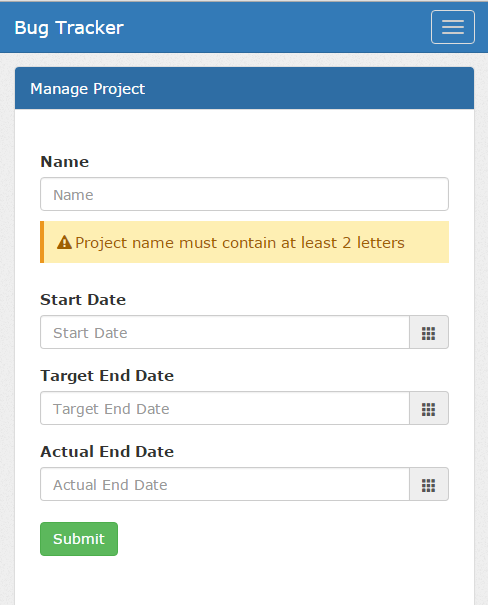 Bug Tracker
Manage Project
Name
Name
Project name must contain at least 2 letters
Start Date
Start Date
Target End Date
Target End Date
Actual End Date
Actual End Date
Submit